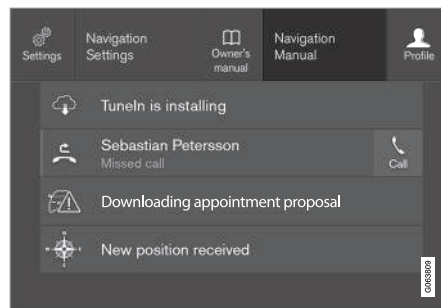 Settings
Navigation
Settings
Owner's
manual
Navigation
Manual
Profile
TuneIn is installing
Sebastian Petersson
Missed call
Call
Downloading appointment proposal
New position received
G063809